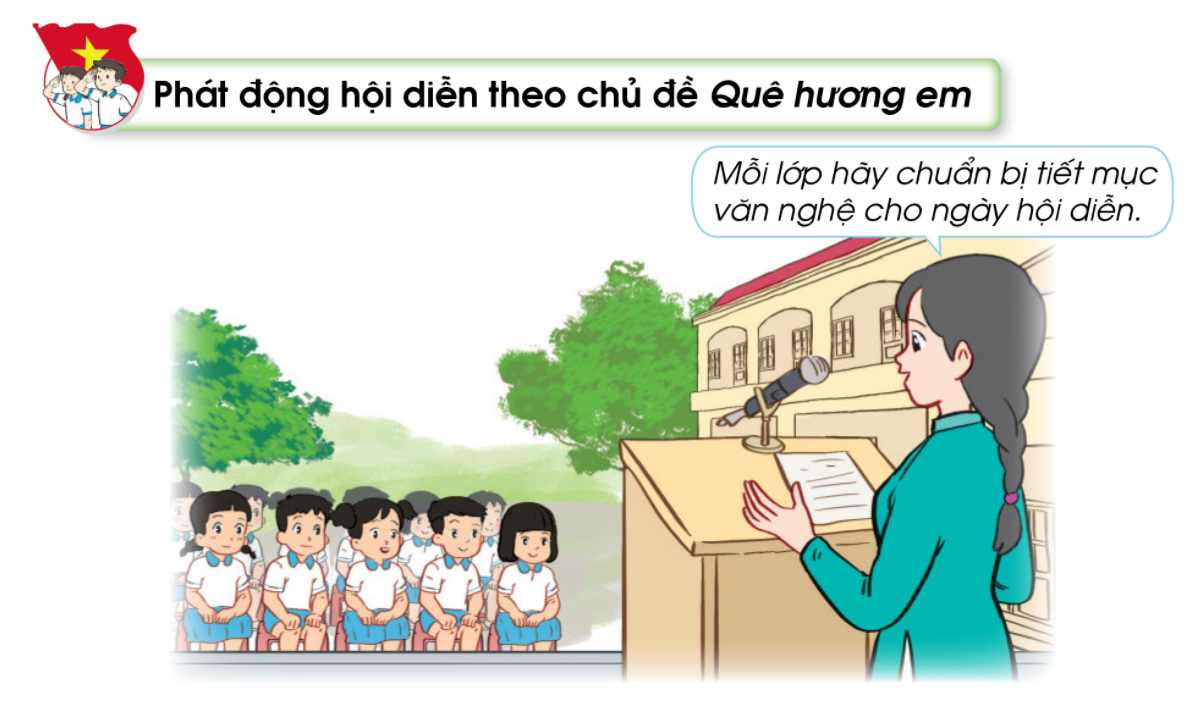 Phát động hội diễn theo chủ đề Quê hương em
Mỗi lớp hãy chuẩn bị tiết mục
văn nghệ cho ngày hội diễn.